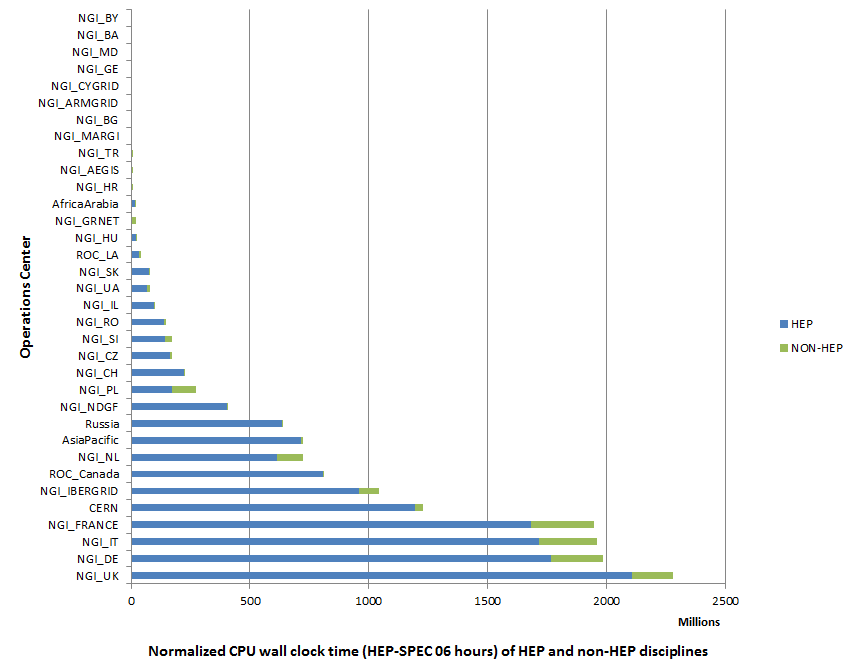 NGI_BY
NGI_BA
NGI_MD
NGI_GE
NGI_CYGRID
NGI_ARMGRID
NGI_BG
NGI_MARGI
NGI_TR
NGI_AEGIS
NGI_HR
AfricaArabia
NGI_GRNET
NGI_HU
ROC_LA
NGI_SK
NGI_UA
NGI_IL
NGI_RO
NGI_SI
NGI_CZ
NGI_CH
NGI_PL
NGI_NDGF
Russia
AsiaPacific
NGI_NL
ROC_Canada
NGI_IBERGRID
CERN
NGI_FRANCE
NGI_IT
NGI_DE
NGI_UK
Operations Center
HEP
NON-HEP
0 500 1000 1500 2000 2500
Millions
Normalized CPU wall clock time (HEP-SPEC 06 hours) of HEP and non-HEP disciplines